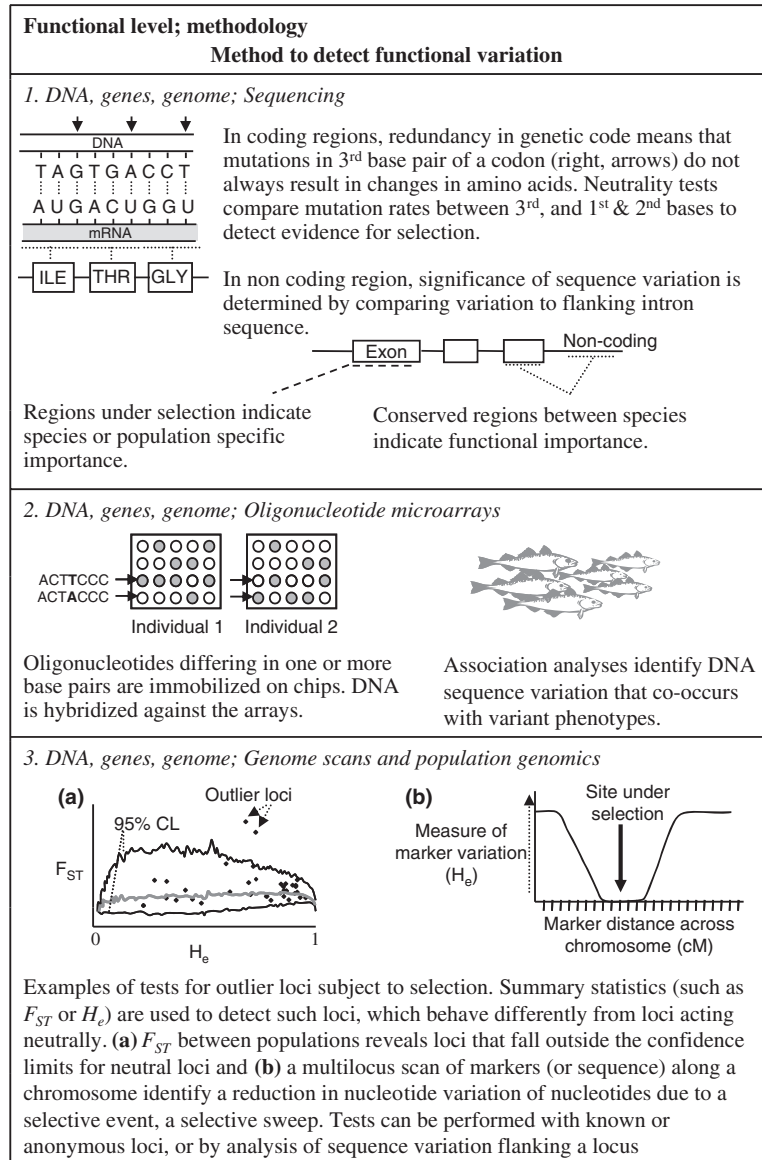 Functional level; methodology
Method to detect functional variation
1. DNA, genes, genome; Sequencing
DNA
T A G T G A C C T
A U G A C U G G U
mRNA
ILE THR GLY
In coding regions, redundancy in genetic code means that
mutations in 3rd base pair of a codon (right, arrows) do not
always result in changes in amino acids. Neutrality tests
compare mutation rates between 3rd, and 1st & 2nd bases to
detect evidence for selection.
In non coding region, significance of sequence variation is
determined by comparing variation to flanking intron
sequence.
Exon
Non-coding
Regions under selection indicate
species or population specific
importance.
Conserved regions between species
indicate functional importance.
2. DNA, genes, genome; Oligonucleotide microarrays
ACTTCCC
ACTACCC
Individual 1 Individual 2
Oligonucleotides differing in one or more
base pairs are immobilized on chips. DNA
is hybridized against the arrays.
Association analyses identify DNA
sequence variation that co-occurs
with variant phenotypes.
3. DNA, genes, genome; Genome scans and population genomics
(a)
Outlier loci
95% CL
FST
0 1
He
(b)
Site under
selection
Measure of
marker variation
(He)
Marker distance across
chromosome (cM)
Examples of tests for outlier loci subject to selection. Summary statistics (such as
FST or He) are used to detect such loci, which behave differently from loci acting
neutrally. (a) FST between populations reveals loci that fall outside the confidence
limits for neutral loci and (b) a multilocus scan of markers (or sequence) along a
chromosome identify a reduction in nucleotide variation of nucleotides due to a
selective event, a selective sweep. Tests can be performed with known or
anonymous loci, or by analysis of sequence variation flanking a locus